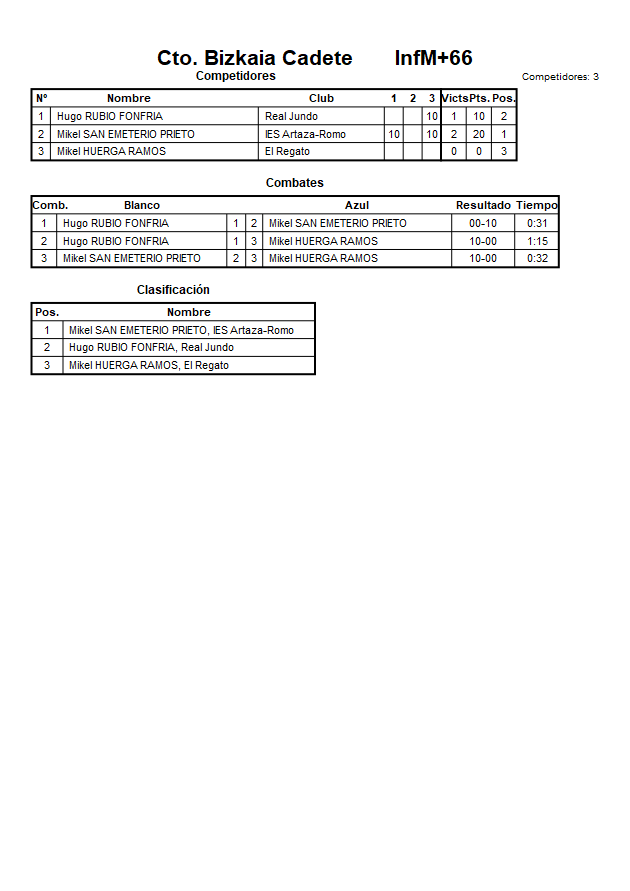 Cto. Bizkaia Cadete InfM+66
Competidores Competidores: 3
Nº Nombre Club 1 2 3 Victs Pts. Pos.
1 Hugo RUBIO FONFRIA Real Jundo 10 1 10 2
2 Mikel SAN EMETERIO PRIETO IES Artaza-Romo 10 10 2 20 1
3 Mikel HUERGA RAMOS El Regato 0 0 3
Combates
Comb. Blanco Azul Resultado Tiempo
1 Hugo RUBIO FONFRIA 1 2 Mikel SAN EMETERIO PRIETO 00-10 0:31
2 Hugo RUBIO FONFRIA 1 3 Mikel HUERGA RAMOS 10-00 1:15
3 Mikel SAN EMETERIO PRIETO 2 3 Mikel HUERGA RAMOS 10-00 0:32
Clasificación
Pos. Nombre
1 Mikel SAN EMETERIO PRIETO, IES Artaza-Romo
2 Hugo RUBIO FONFRIA, Real Jundo
3 Mikel HUERGA RAMOS, El Regato